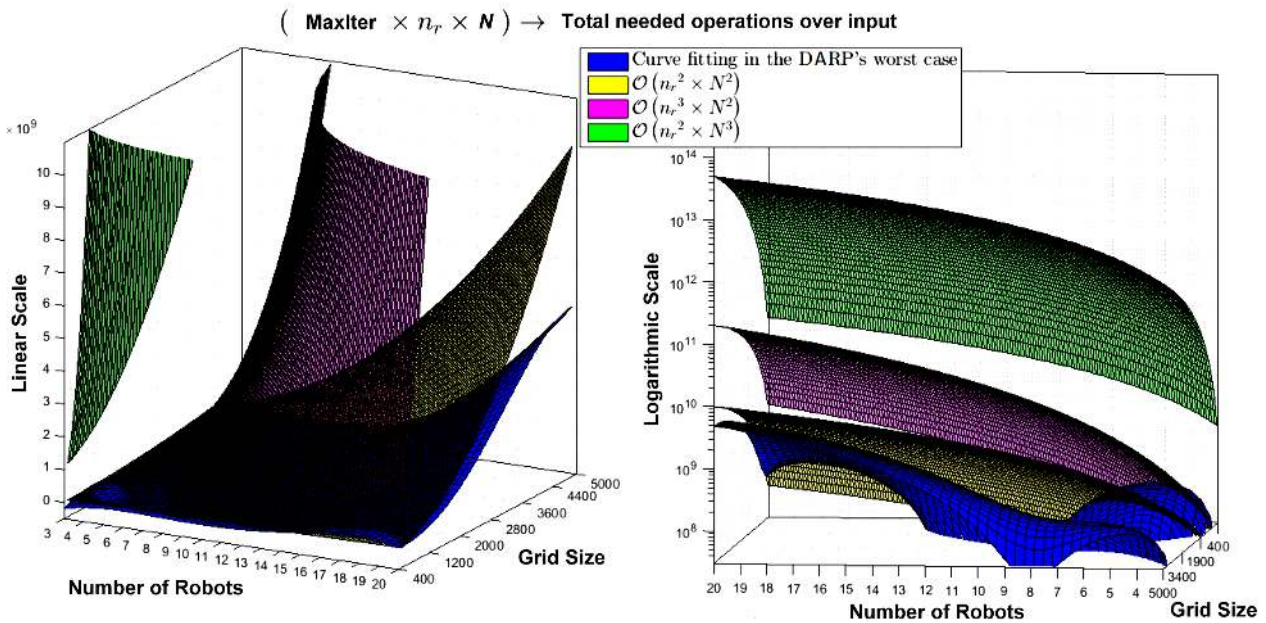 ( MaxIter × n_r × N ) → Total needed operations over input
Curve fitting in the DARP's worst case
𝒪 (n_r² × N²)
𝒪 (n_r³ × N²)
𝒪 (n_r² × N³)
× 10⁹
10
9
8
7
6
5
4
3
2
1
0
Linear Scale
3 4 5 6 7 8 9 10 11 12 13 14 15 16 17 18 19 20
Number of Robots
400 1200 2000 2800 3600 4400 5000
Grid Size
10¹⁴
10¹³
10¹²
10¹¹
10¹⁰
10⁹
10⁸
Logarithmic Scale
20 19 18 17 16 15 14 13 12 11 10 9 8 7 6 5 4 5000
Number of Robots
3400 1900 400
Grid Size